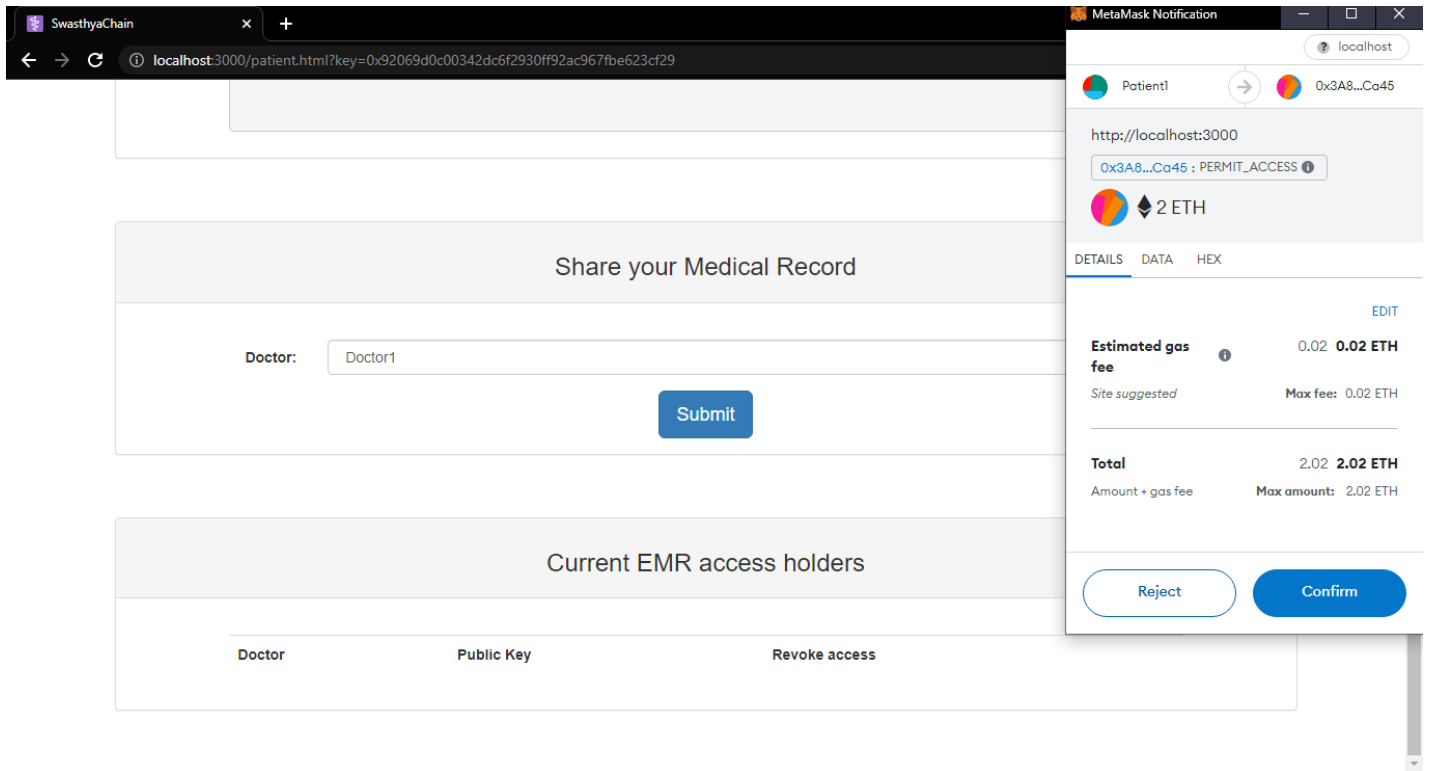 SwasthyaChain
localhost:3000/patient.html?key=0x92069d0c00342dc6f2930ff92ac967fbe623cf29
Share your Medical Record
Doctor: Doctor1
Submit
Current EMR access holders
Doctor Public Key Revoke access
MetaMask Notification
localhost
Patient1 0x3A8...Ca45
http://localhost:3000
0x3A8...Ca45 : PERMIT_ACCESS
2 ETH
DETAILS DATA HEX
EDIT
Estimated gas fee 0.02 0.02 ETH
Site suggested Max fee: 0.02 ETH
Total 2.02 2.02 ETH
Amount + gas fee Max amount: 2.02 ETH
Reject Confirm